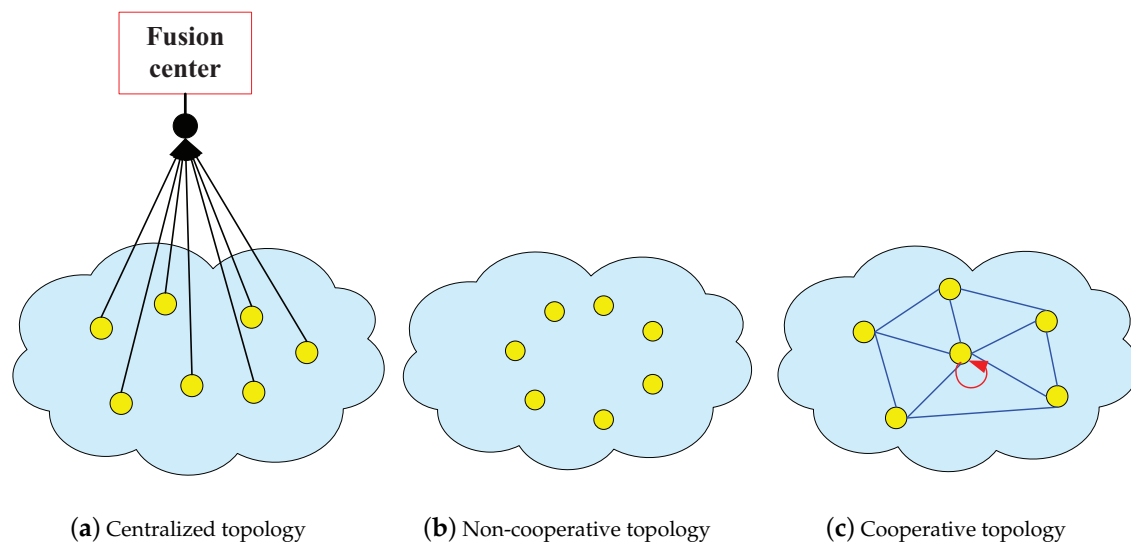 Fusion
center
(a) Centralized topology
(b) Non-cooperative topology
(c) Cooperative topology